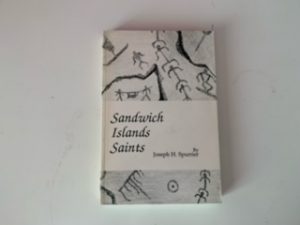 Sandwich
Islands
Saints
By
Joseph H. Spurrier